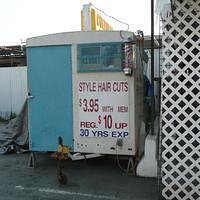 STYLE HAIR CUTS
$3.95 WITH MEM
REG. $10 UP
30 YRS EXP